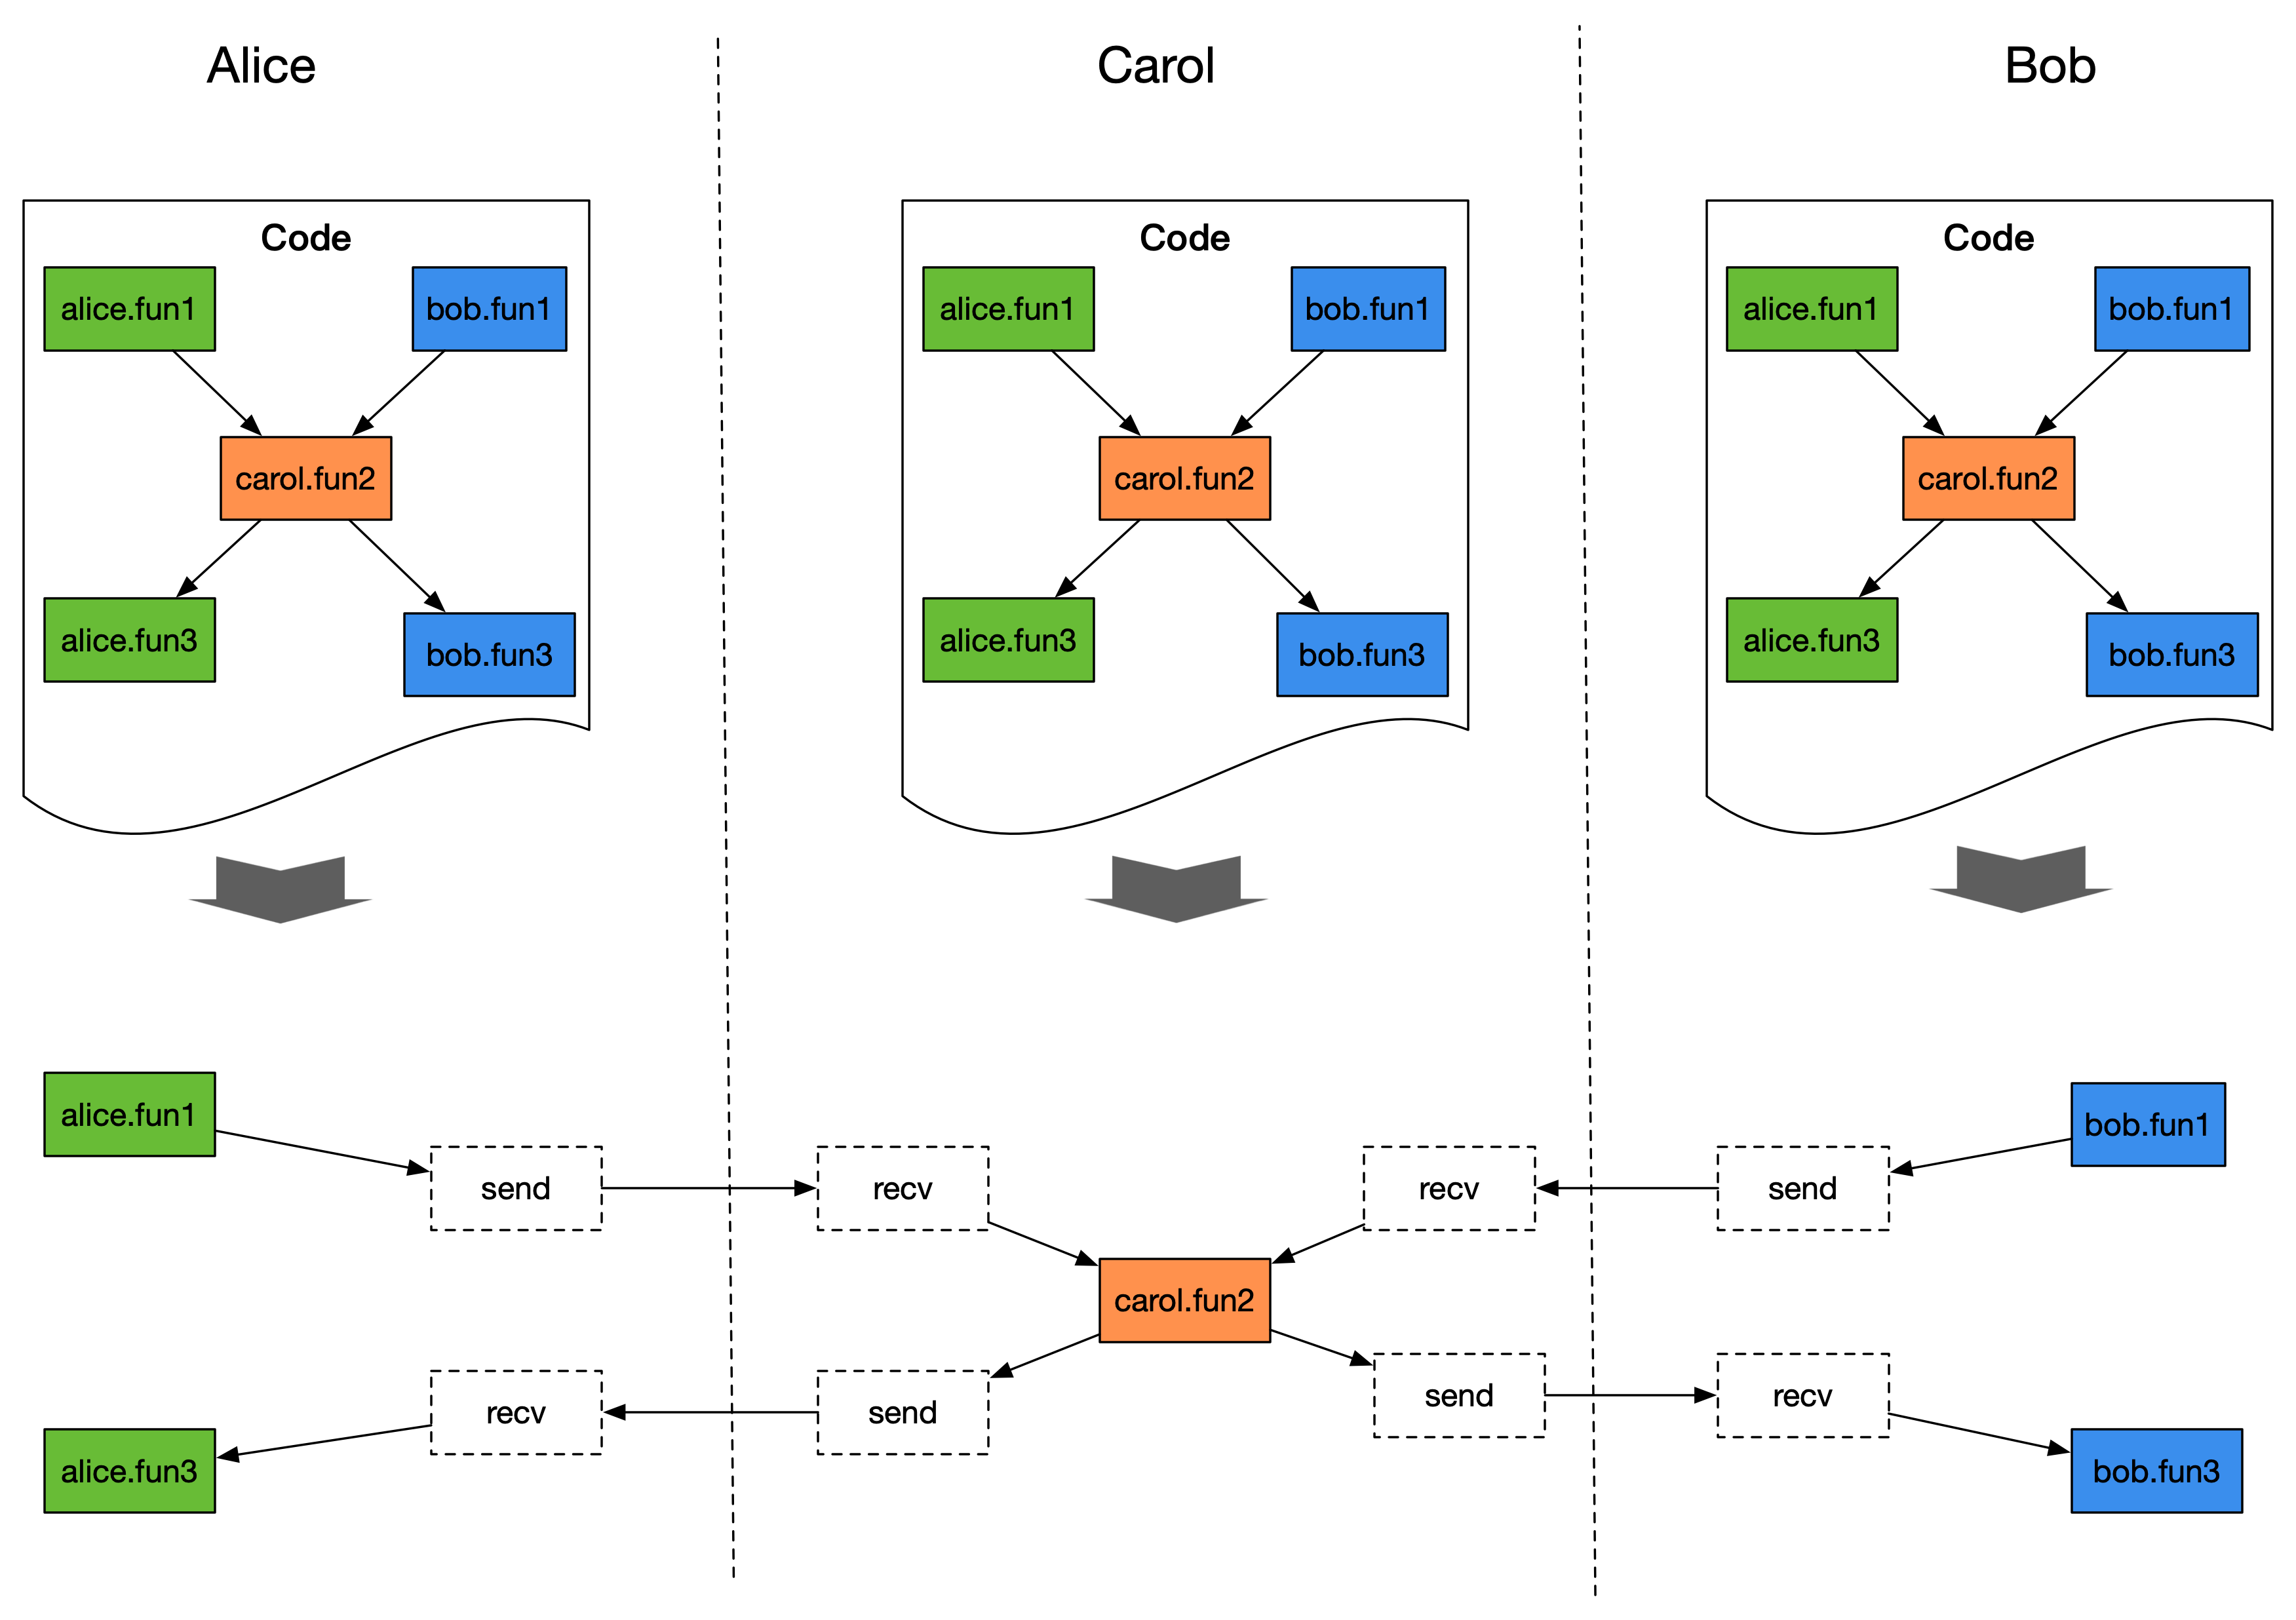 Alice
Carol
Bob
Code
alice.fun1
bob.fun1
carol.fun2
alice.fun3
bob.fun3
Code
alice.fun1
bob.fun1
carol.fun2
alice.fun3
bob.fun3
Code
alice.fun1
bob.fun1
carol.fun2
alice.fun3
bob.fun3
alice.fun1
send
recv
recv
send
bob.fun1
carol.fun2
alice.fun3
recv
send
send
recv
bob.fun3